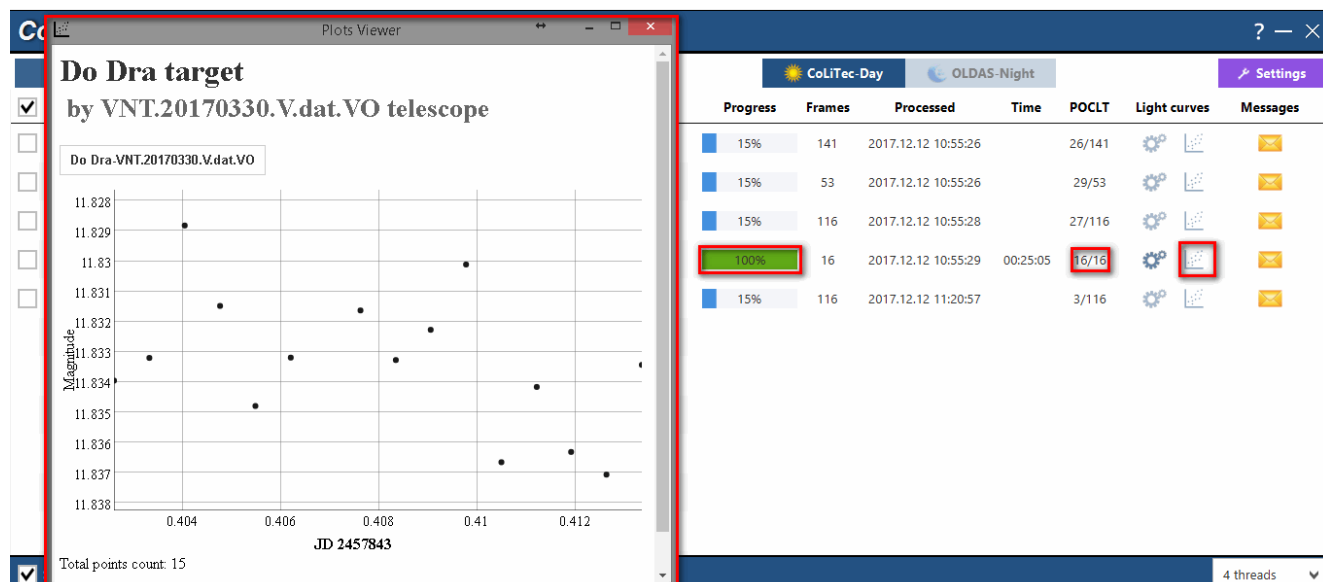 Co
Plots Viewer
? — ×
Do Dra target
by VNT.20170330.V.dat.VO telescope
Do Dra-VNT.20170330.V.dat.VO
CoLiTec-Day
OLDAS-Night
Settings
Progress Frames Processed Time POCLT Light curves Messages
15% 141 2017.12.12 10:55:26 26/141
15% 53 2017.12.12 10:55:26 29/53
15% 116 2017.12.12 10:55:28 27/116
100% 16 2017.12.12 10:55:29 00:25:05 16/16
15% 116 2017.12.12 11:20:57 3/116
11.828
11.829
11.83
11.831
11.832
11.833
11.834
11.835
11.836
11.837
11.838
Magnitude
0.404 0.406 0.408 0.41 0.412
JD 2457843
Total points count: 15
4 threads